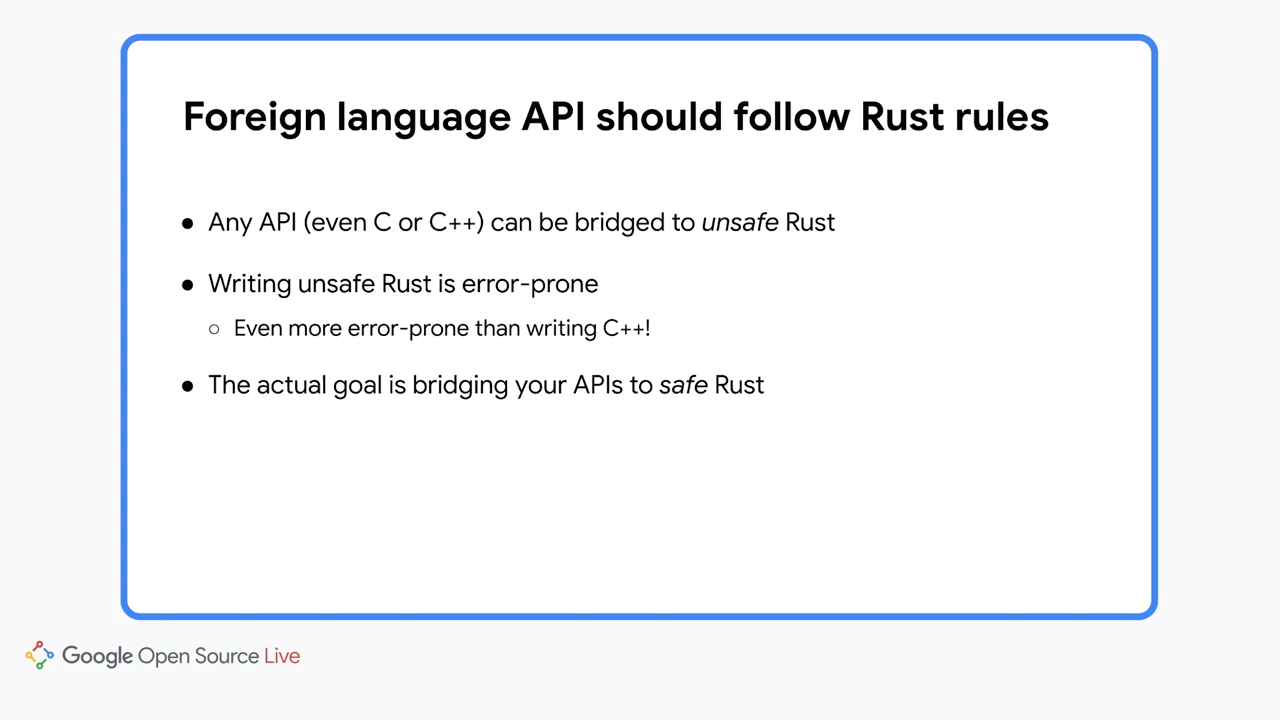 Foreign language API should follow Rust rules
● Any API (even C or C++) can be bridged to unsafe Rust
● Writing unsafe Rust is error-prone
○ Even more error-prone than writing C++!
● The actual goal is bridging your APIs to safe Rust
Google Open Source Live